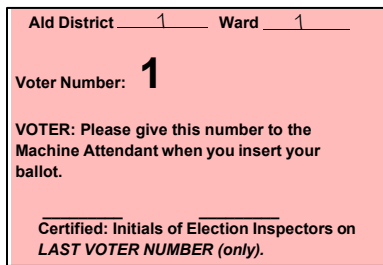 Ald District 1 Ward 1
Voter Number: 1
VOTER: Please give this number to the
Machine Attendant when you insert your
ballot.
Certified: Initials of Election Inspectors on
LAST VOTER NUMBER (only).